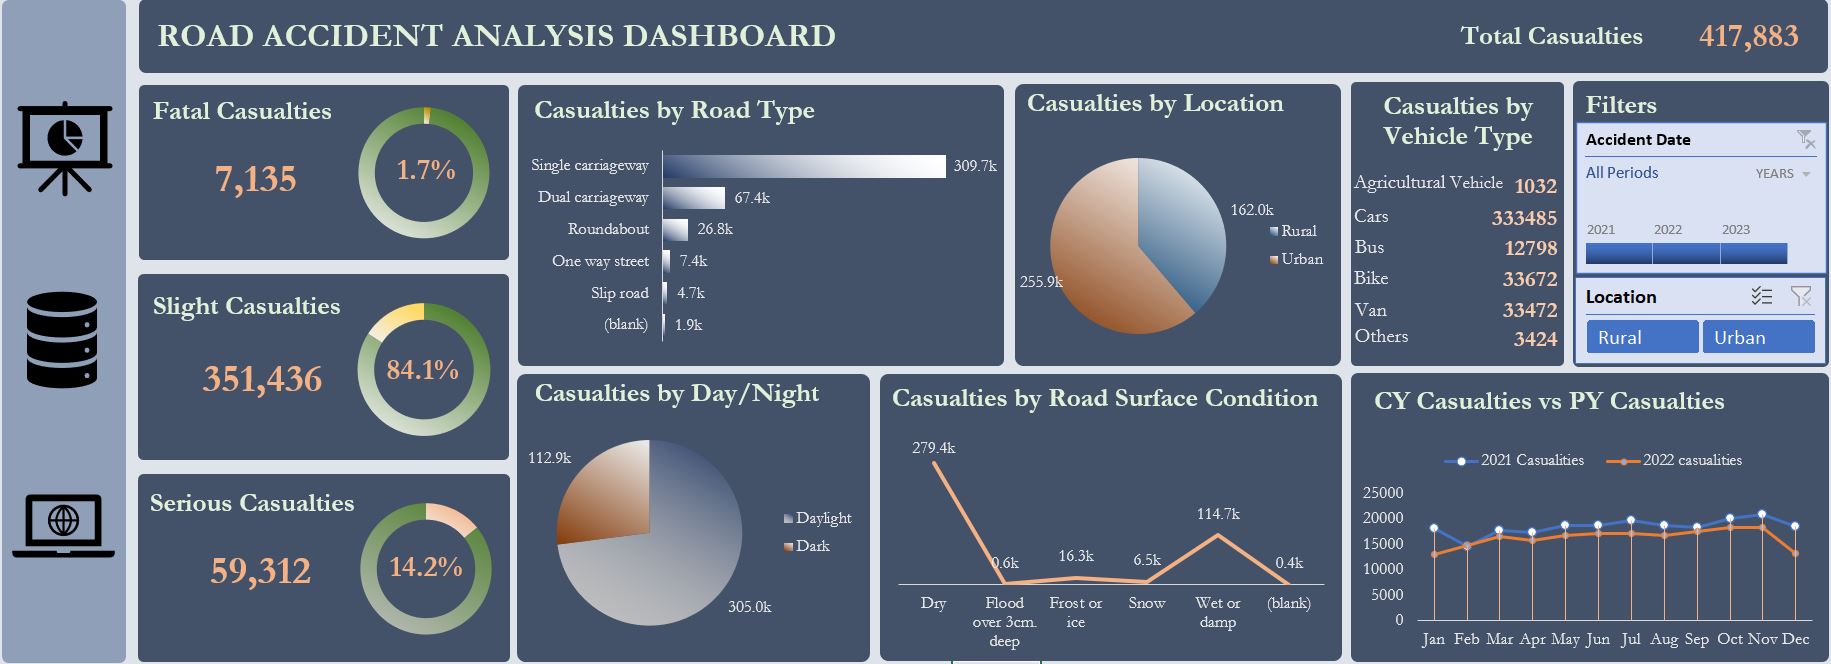 ROAD ACCIDENT ANALYSIS DASHBOARD
Total Casualties 417,883
Fatal Casualties
7,135
1.7%
Slight Casualties
351,436
84.1%
Serious Casualties
59,312
14.2%
Casualties by Road Type
Single carriageway 309.7k
Dual carriageway 67.4k
Roundabout 26.8k
One way street 7.4k
Slip road 4.7k
(blank) 1.9k
Casualties by Location
162.0k
255.9k
Rural
Urban
Casualties by
Vehicle Type
Agricultural Vehicle 1032
Cars 333485
Bus 12798
Bike 33672
Van 33472
Others 3424
Filters
Accident Date
All Periods YEARS
2021 2022 2023
Location
Rural Urban
Casualties by Day/Night
112.9k
305.0k
Daylight
Dark
Casualties by Road Surface Condition
279.4k
0.6k
16.3k
6.5k
114.7k
0.4k
Dry
Flood
over 3cm.
deep
Frost or
ice
Snow
Wet or
damp
(blank)
CY Casualties vs PY Casualties
2021 Casualities 2022 casualities
25000
20000
15000
10000
5000
0
Jan Feb Mar Apr May Jun Jul Aug Sep Oct Nov Dec